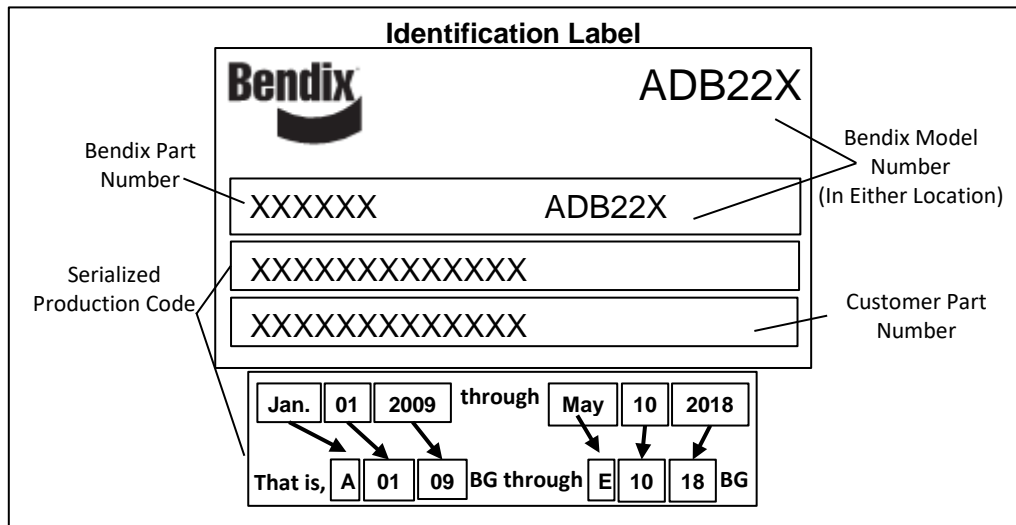 Identification Label
Bendix
ADB22X
Bendix Part
Number
Bendix Model
Number
(In Either Location)
XXXXXX ADB22X
Serialized
Production Code
XXXXXXXXXXXXX
XXXXXXXXXXXXX
Customer Part
Number
Jan. 01 2009 through May 10 2018
That is, A 01 09 BG through E 10 18 BG